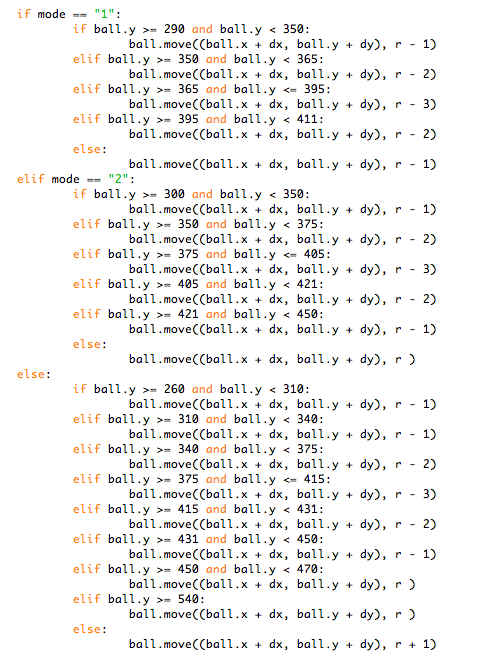 if mode == "1":
        if ball.y >= 290 and ball.y < 350:
                ball.move((ball.x + dx, ball.y + dy), r - 1)
        elif ball.y >= 350 and ball.y < 365:
                ball.move((ball.x + dx, ball.y + dy), r - 2)
        elif ball.y >= 365 and ball.y <= 395:
                ball.move((ball.x + dx, ball.y + dy), r - 3)
        elif ball.y >= 395 and ball.y < 411:
                ball.move((ball.x + dx, ball.y + dy), r - 2)
        else:
                ball.move((ball.x + dx, ball.y + dy), r - 1)
elif mode == "2":
        if ball.y >= 300 and ball.y < 350:
                ball.move((ball.x + dx, ball.y + dy), r - 1)
        elif ball.y >= 350 and ball.y < 375:
                ball.move((ball.x + dx, ball.y + dy), r - 2)
        elif ball.y >= 375 and ball.y <= 405:
                ball.move((ball.x + dx, ball.y + dy), r - 3)
        elif ball.y >= 405 and ball.y < 421:
                ball.move((ball.x + dx, ball.y + dy), r - 2)
        elif ball.y >= 421 and ball.y < 450:
                ball.move((ball.x + dx, ball.y + dy), r - 1)
        else:
                ball.move((ball.x + dx, ball.y + dy), r )
else:
        if ball.y >= 260 and ball.y < 310:
                ball.move((ball.x + dx, ball.y + dy), r - 1)
        elif ball.y >= 310 and ball.y < 340:
                ball.move((ball.x + dx, ball.y + dy), r - 1)
        elif ball.y >= 340 and ball.y < 375:
                ball.move((ball.x + dx, ball.y + dy), r - 2)
        elif ball.y >= 375 and ball.y <= 415:
                ball.move((ball.x + dx, ball.y + dy), r - 3)
        elif ball.y >= 415 and ball.y < 431:
                ball.move((ball.x + dx, ball.y + dy), r - 2)
        elif ball.y >= 431 and ball.y < 450:
                ball.move((ball.x + dx, ball.y + dy), r - 1)
        elif ball.y >= 450 and ball.y < 470:
                ball.move((ball.x + dx, ball.y + dy), r )
        elif ball.y >= 540:
                ball.move((ball.x + dx, ball.y + dy), r )
        else:
                ball.move((ball.x + dx, ball.y + dy), r + 1)